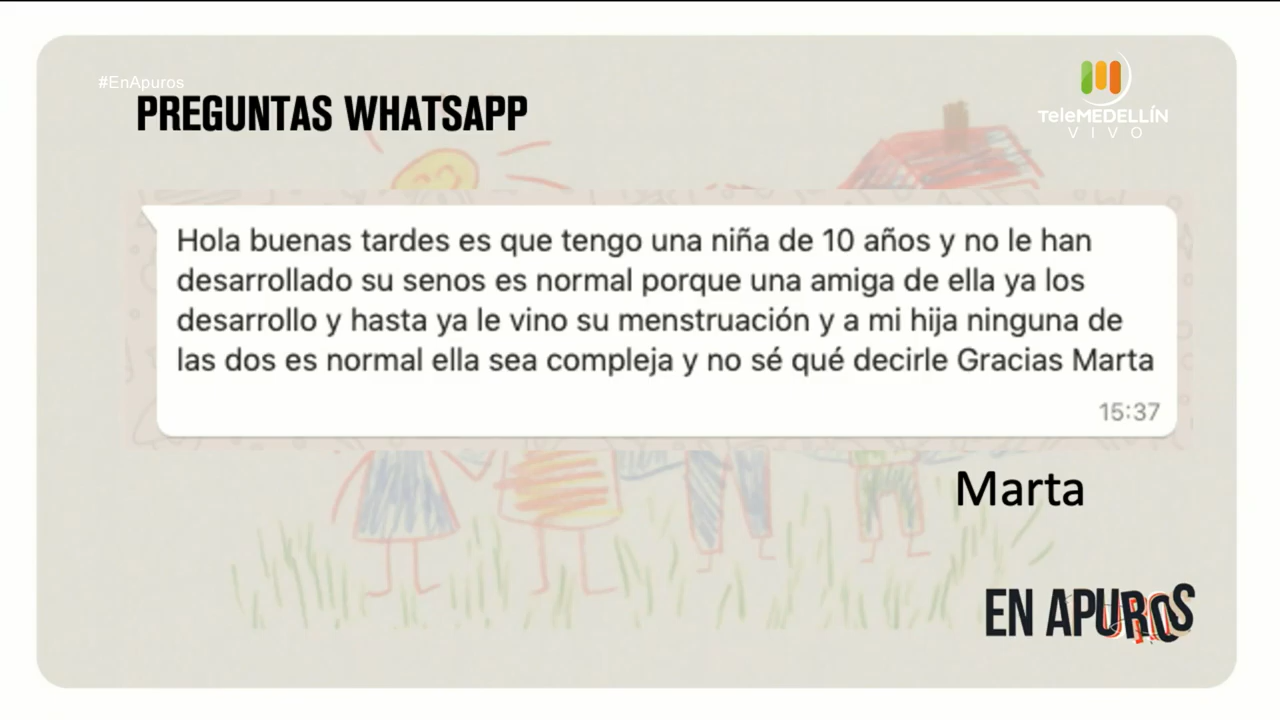 #EnApuros
PREGUNTAS WHATSAPP
TeleMEDELLÍN
VIVO
Hola buenas tardes es que tengo una niña de 10 años y no le han
desarrollado su senos es normal porque una amiga de ella ya los
desarrollo y hasta ya le vino su menstruación y a mi hija ninguna de
las dos es normal ella sea compleja y no sé qué decirle Gracias Marta
15:37
Marta
EN APUROS